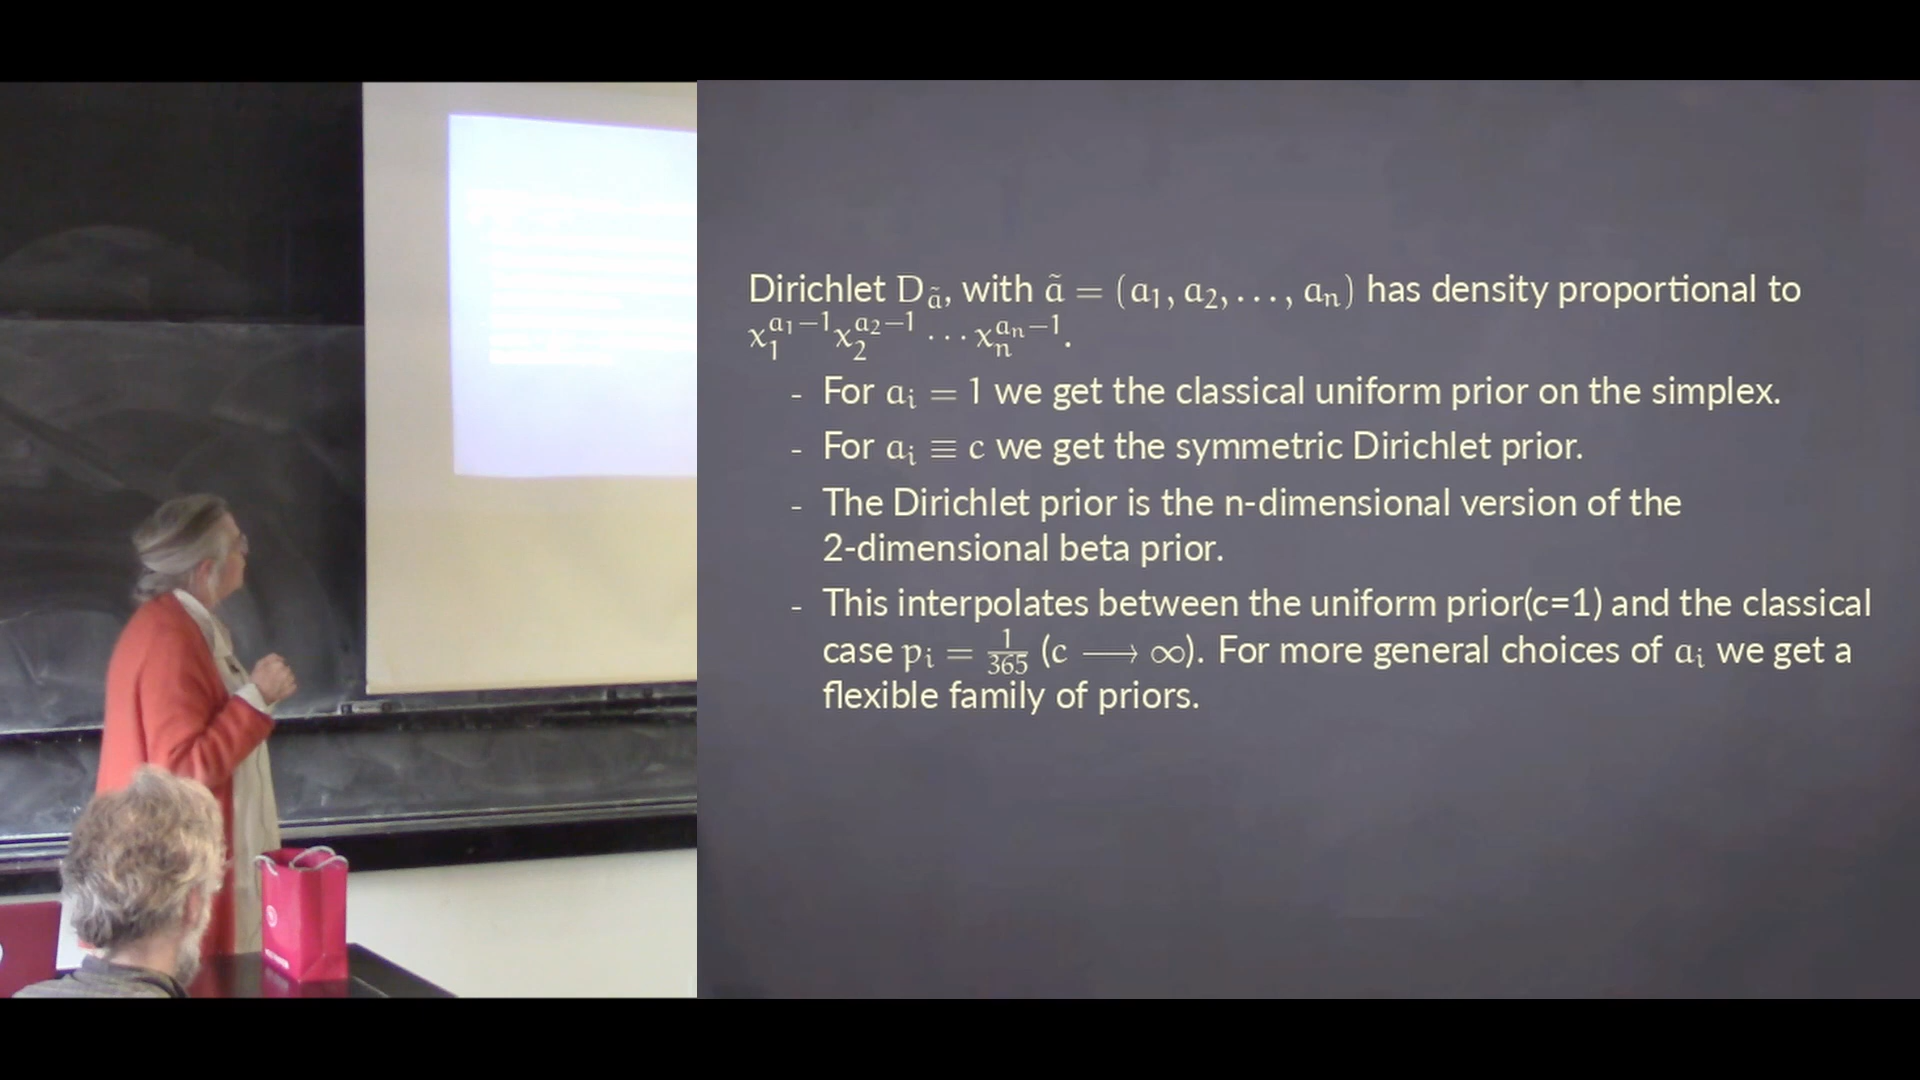 Dirichlet D_ã, with ã = (a₁, a₂, . . . , aₙ) has density proportional to
x₁^{a₁−1} x₂^{a₂−1} · · · xₙ^{aₙ−1}.
- For aᵢ = 1 we get the classical uniform prior on the simplex.
- For aᵢ ≡ c we get the symmetric Dirichlet prior.
- The Dirichlet prior is the n-dimensional version of the
2-dimensional beta prior.
- This interpolates between the uniform prior(c=1) and the classical
case pᵢ = 1/365 (c ⟶ ∞). For more general choices of aᵢ we get a
flexible family of priors.